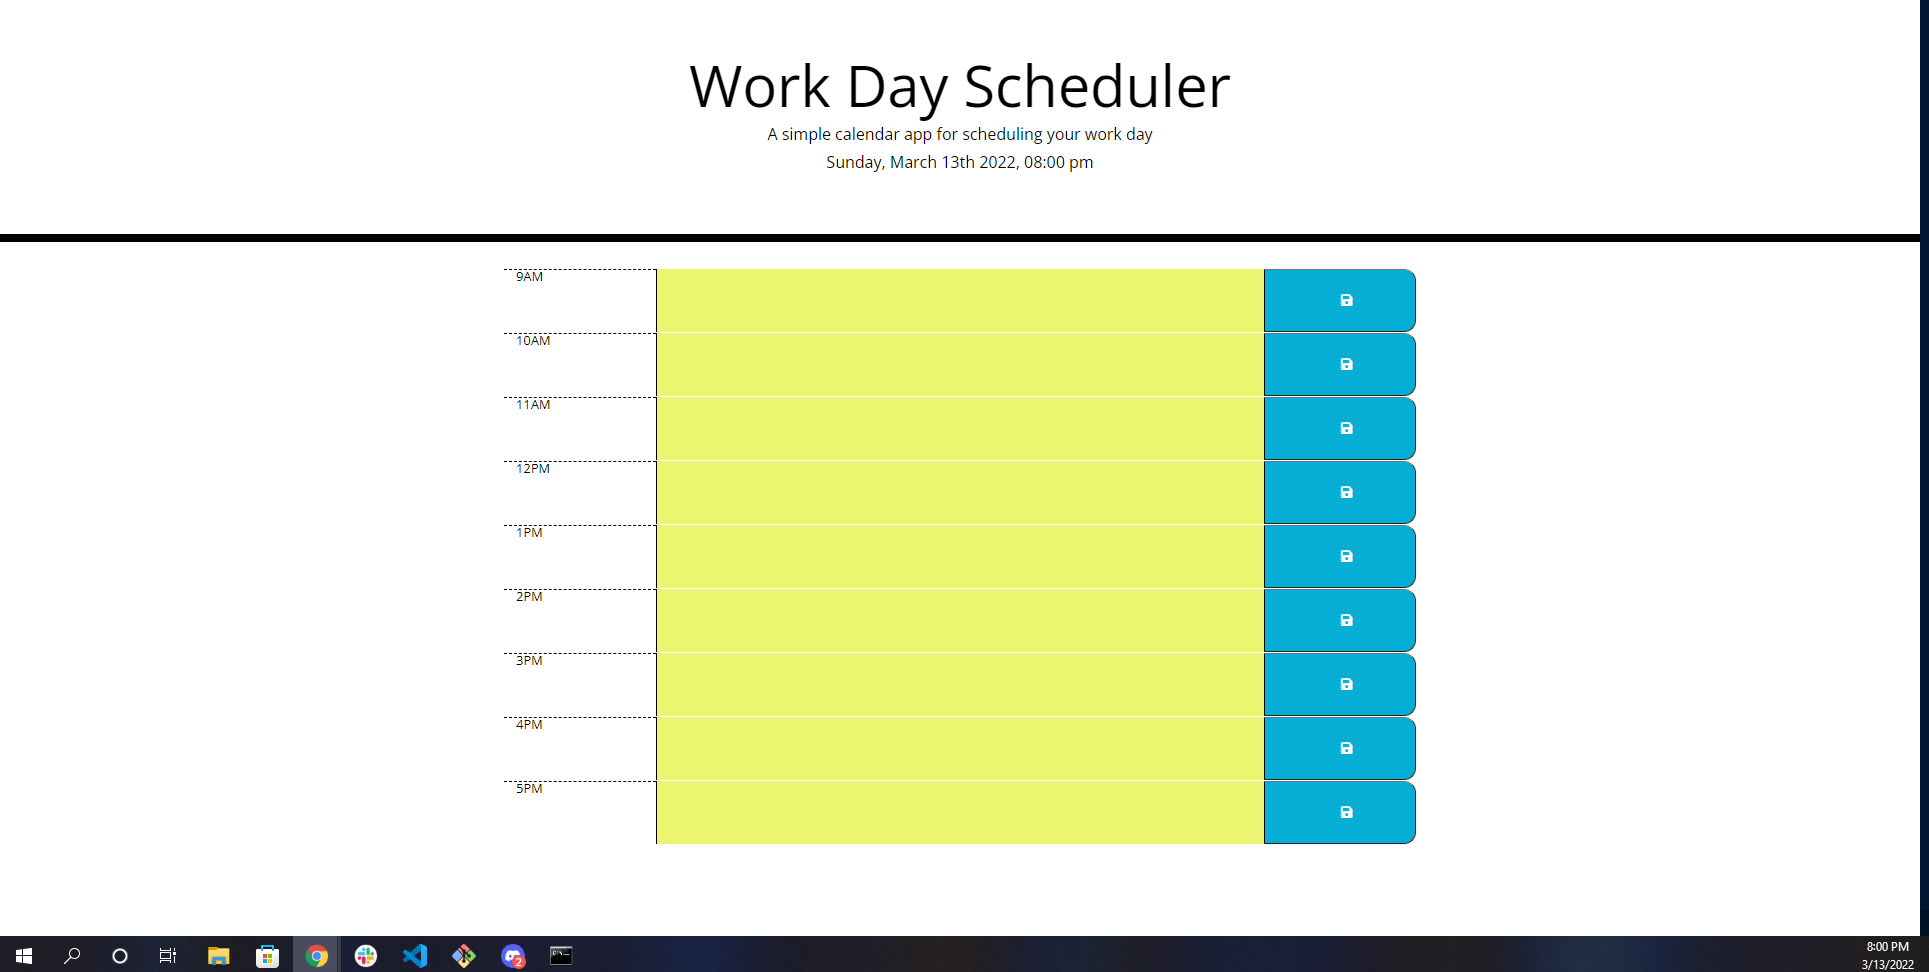 Work Day Scheduler
A simple calendar app for scheduling your work day
Sunday, March 13th 2022, 08:00 pm
9AM
10AM
11AM
12PM
1PM
2PM
3PM
4PM
5PM
2
8:00 PM
3/13/2022